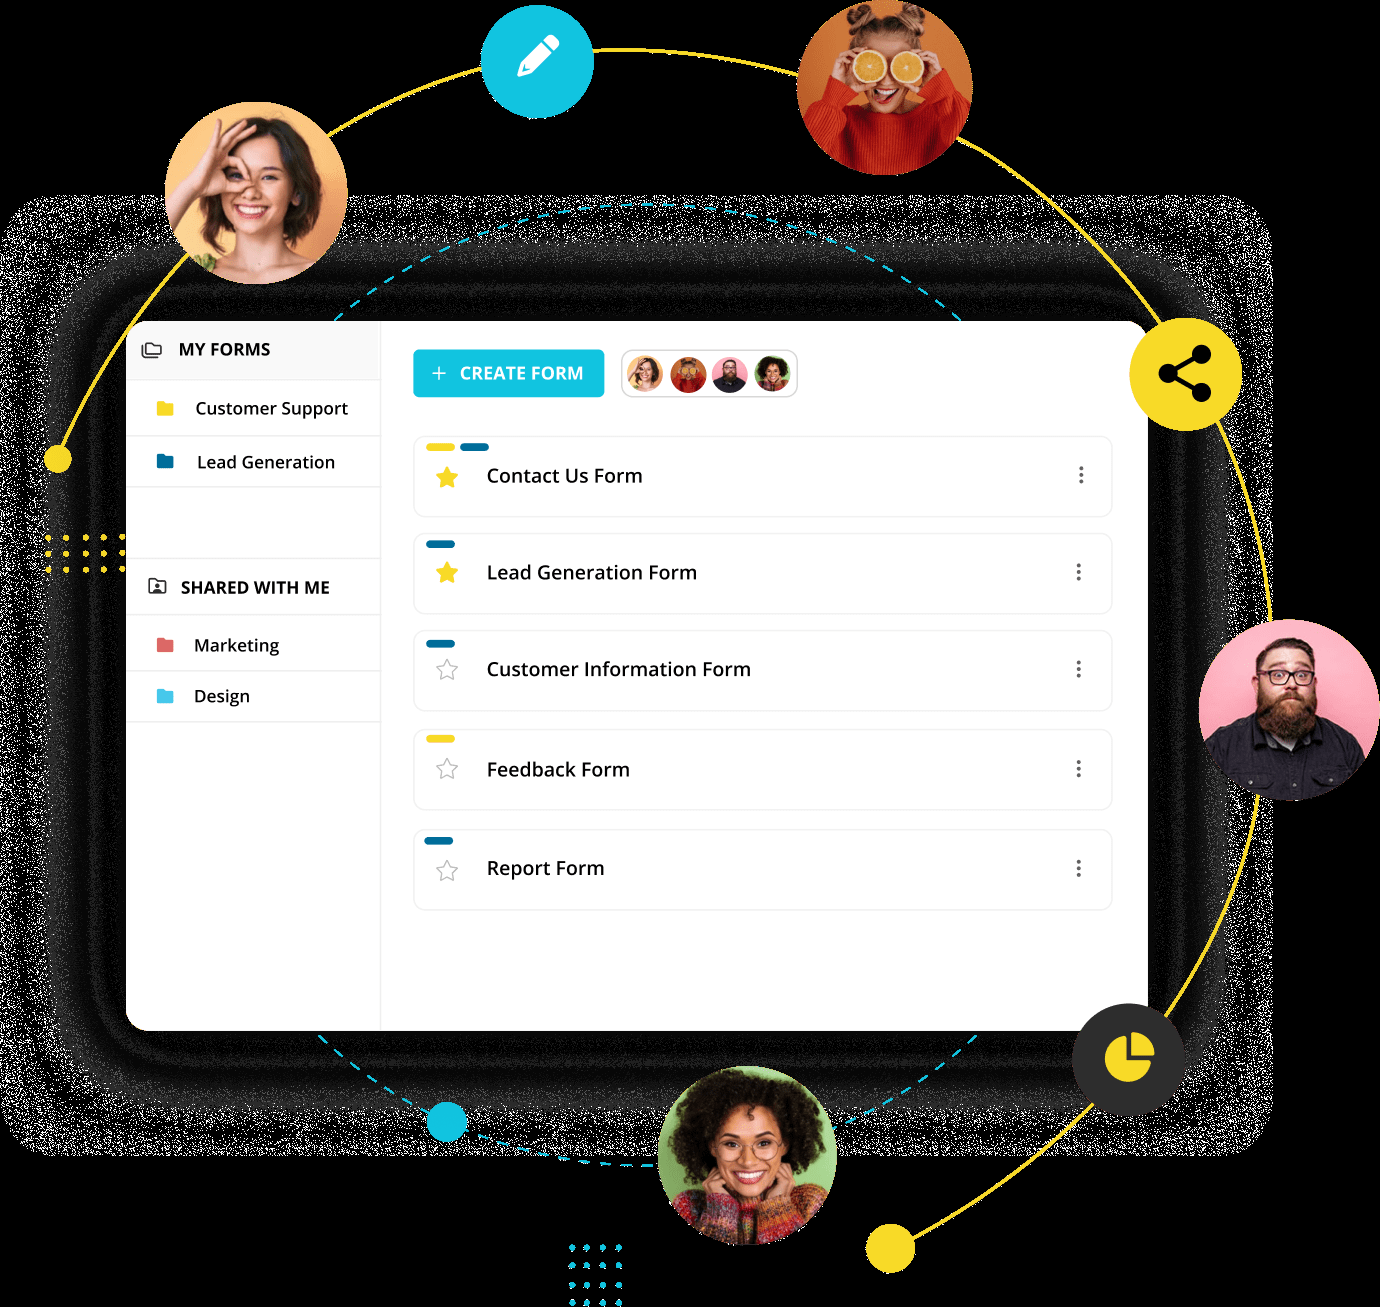 MY FORMS
Customer Support
Lead Generation
SHARED WITH ME
Marketing
Design
+ CREATE FORM
Contact Us Form
Lead Generation Form
Customer Information Form
Feedback Form
Report Form